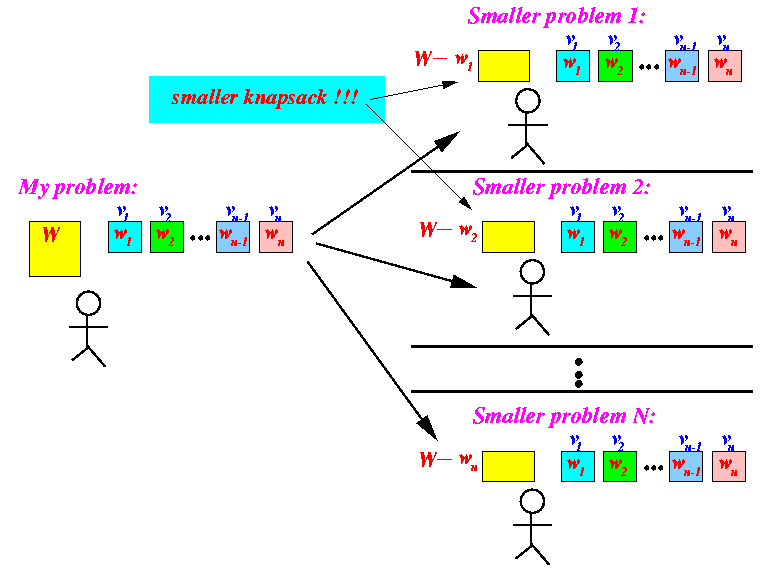 Smaller problem 1:
v1 v2 vn-1 vn
W− w1 w1 w2 ••• wn-1 wn
smaller knapsack !!!
My problem:
v1 v2 vn-1 vn
W w1 w2 ••• wn-1 wn
Smaller problem 2:
v1 v2 vn-1 vn
W− w2 w1 w2 ••• wn-1 wn
Smaller problem N:
v1 v2 vn-1 vn
W− wn w1 w2 ••• wn-1 wn